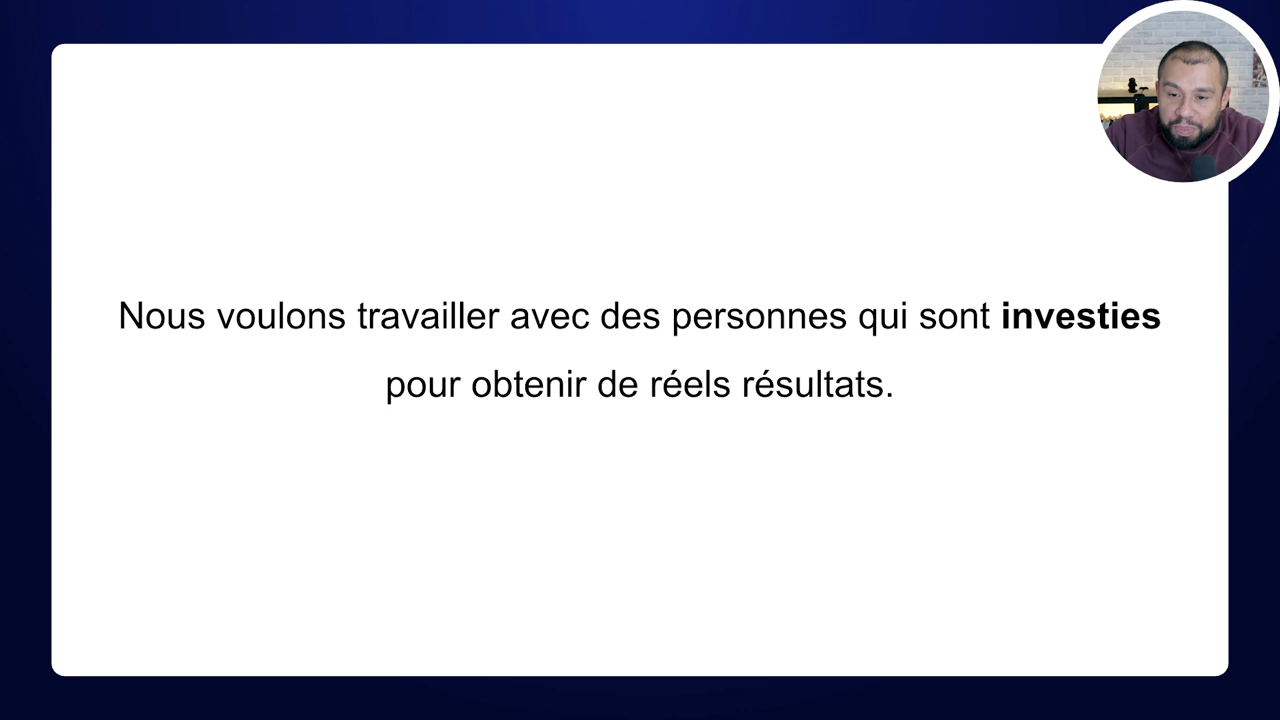 Nous voulons travailler avec des personnes qui sont investies
pour obtenir de réels résultats.